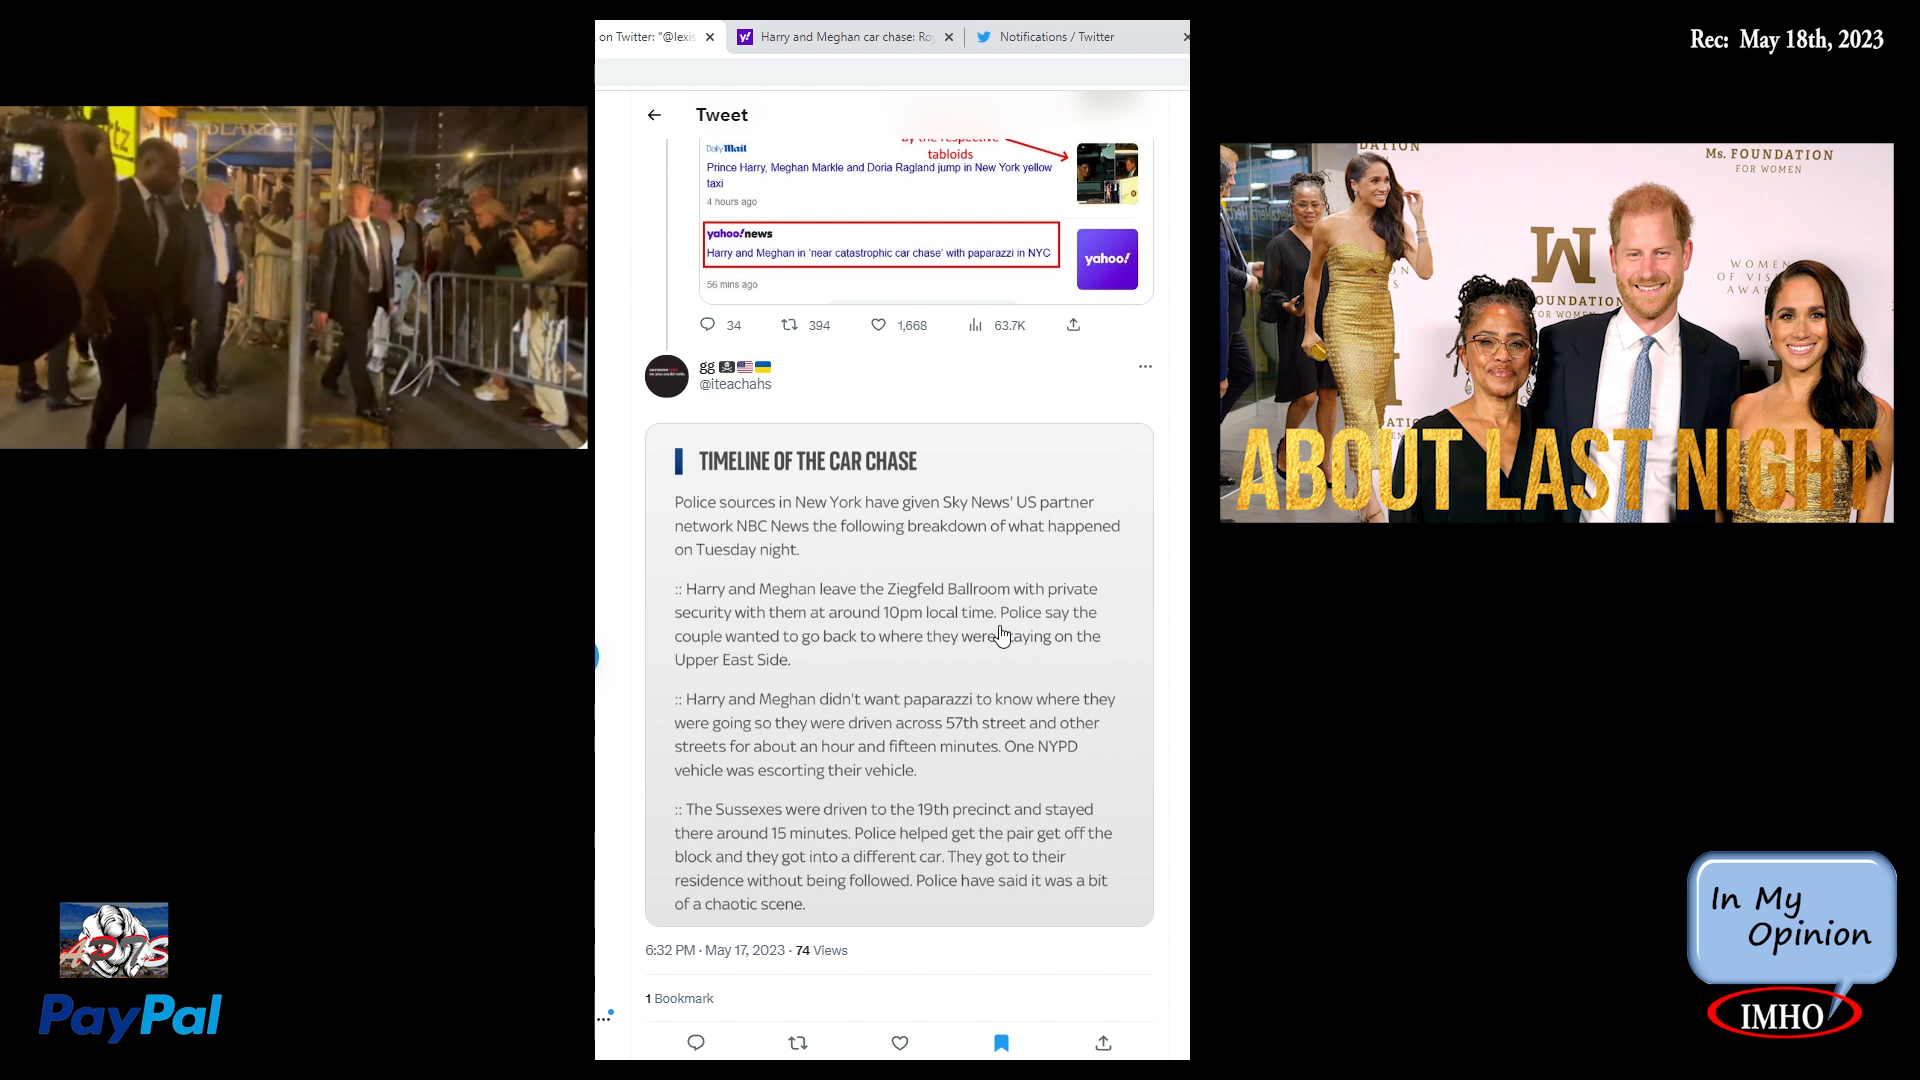 on Twitter: "@lexis
Harry and Meghan car chase: Ro
Notifications / Twitter
Rec: May 18th, 2023
Tweet
by the respective
tabloids
Daily Mail
Prince Harry, Meghan Markle and Doria Ragland jump in New York yellow
taxi
4 hours ago
yahoo!news
Harry and Meghan in 'near catastrophic car chase' with paparazzi in NYC
yahoo!
56 mins ago
34
394
1,668
63.7K
gg
@iteachahs
TIMELINE OF THE CAR CHASE
Police sources in New York have given Sky News' US partner
network NBC News the following breakdown of what happened
on Tuesday night.
:: Harry and Meghan leave the Ziegfeld Ballroom with private
security with them at around 10pm local time. Police say the
couple wanted to go back to where they were staying on the
Upper East Side.
:: Harry and Meghan didn't want paparazzi to know where they
were going so they were driven across 57th street and other
streets for about an hour and fifteen minutes. One NYPD
vehicle was escorting their vehicle.
:: The Sussexes were driven to the 19th precinct and stayed
there around 15 minutes. Police helped get the pair get off the
block and they got into a different car. They got to their
residence without being followed. Police have said it was a bit
of a chaotic scene.
6:32 PM · May 17, 2023 · 74 Views
1 Bookmark
Ms. FOUNDATION
FOR WOMEN
DATION
W
OUNDATION
FOR WOMEN
WOMEN
OF VIS
AWAR
ABOUT LAST NIGHT
PayPal
In My
Opinion
IMHO